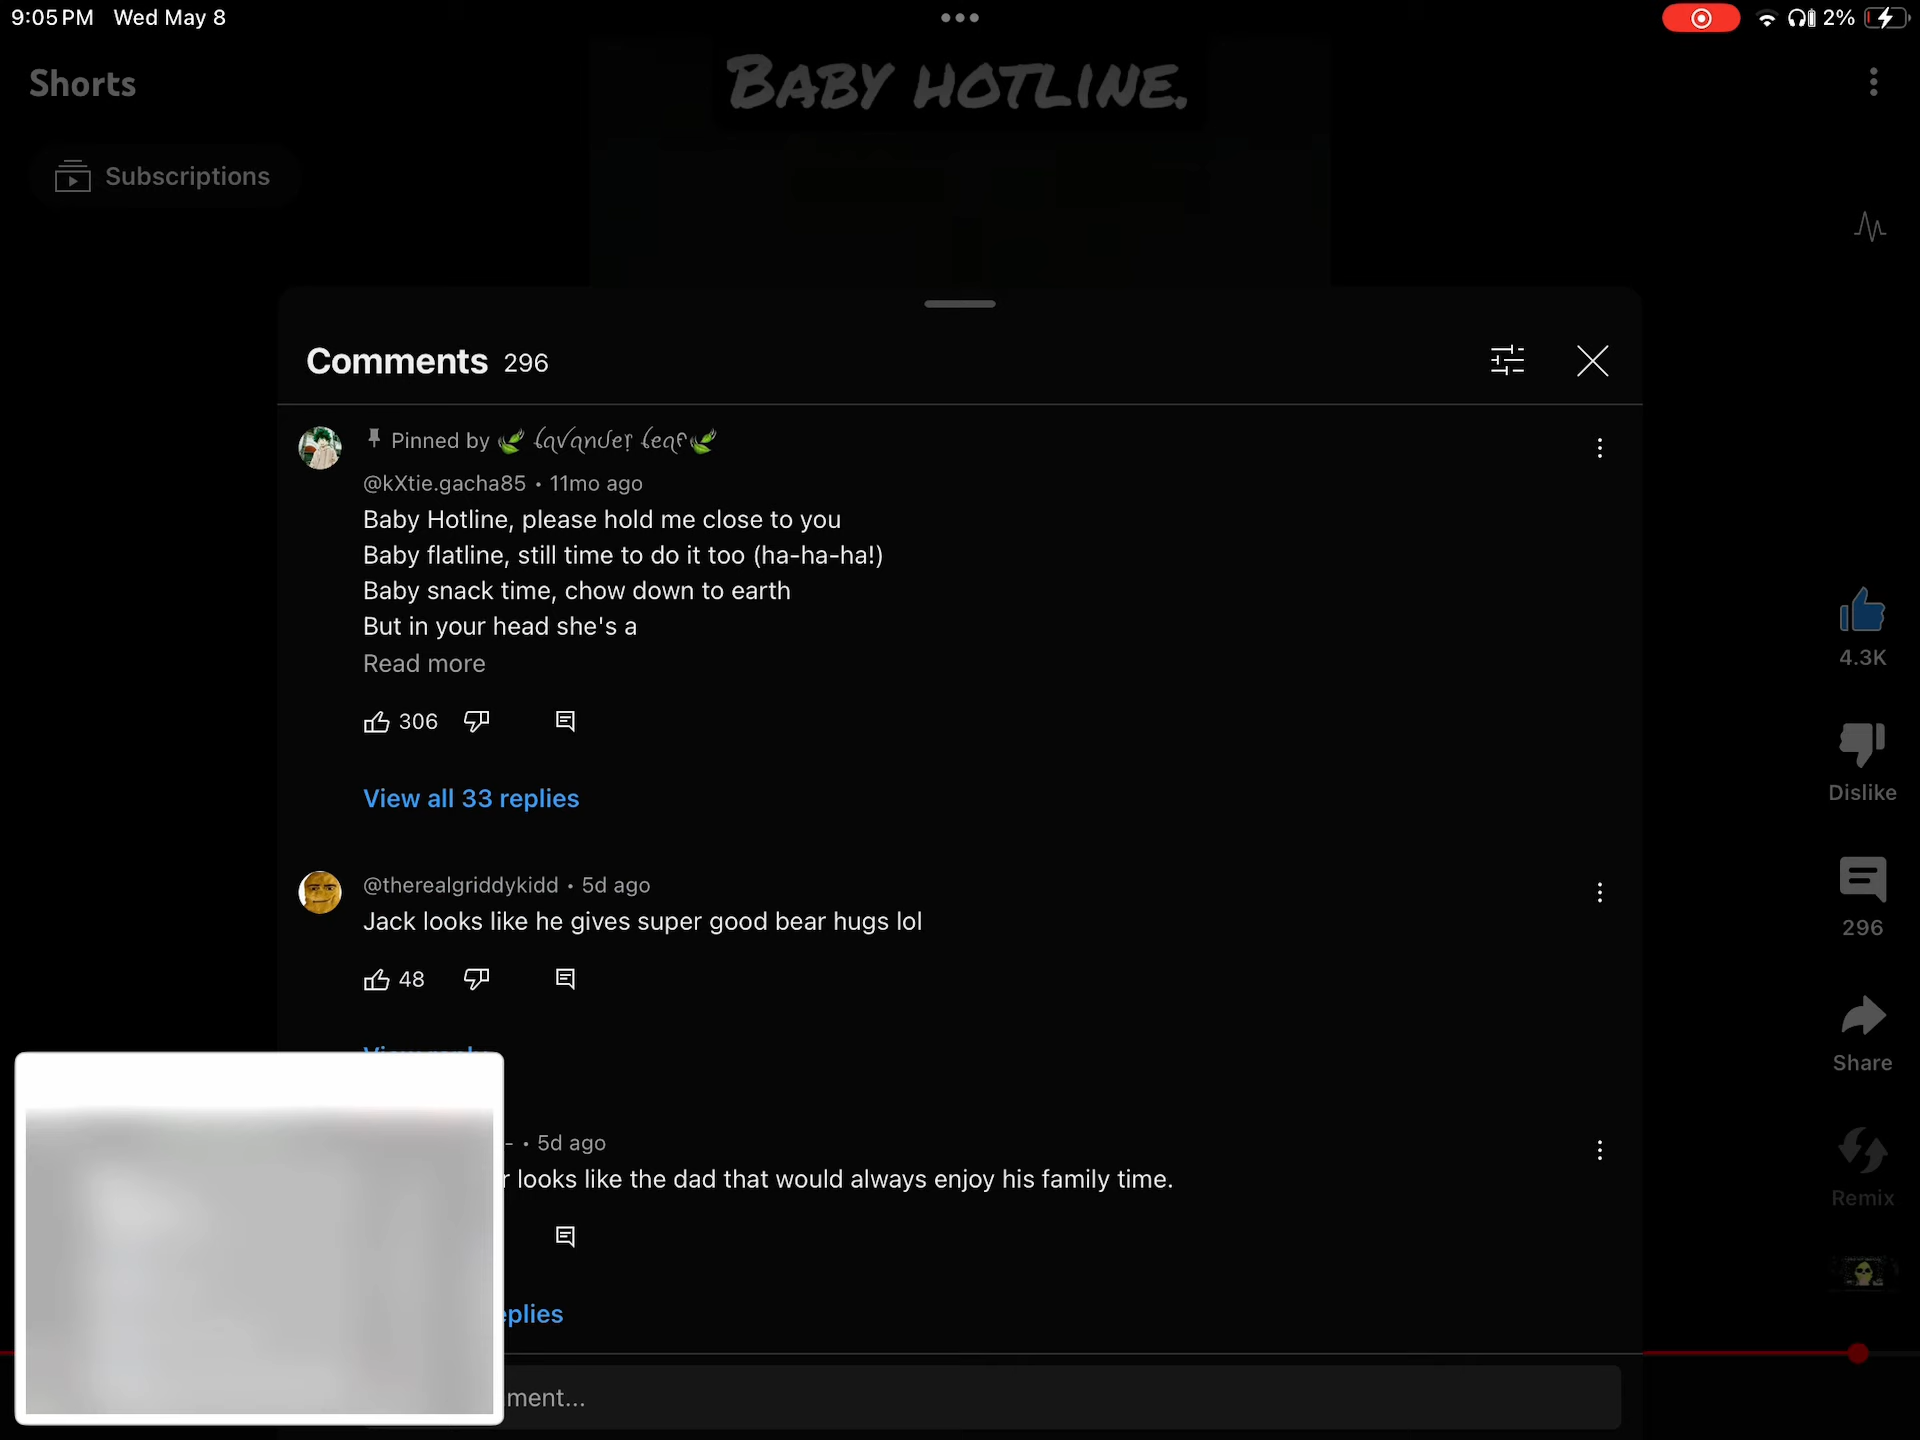 9:05 PM Wed May 8
2%
BABY HOTLINE.
Shorts
Subscriptions
Comments 296
Pinned by 🌿 Lavander Leaf🌿
@kXtie.gacha85 • 11mo ago
Baby Hotline, please hold me close to you
Baby flatline, still time to do it too (ha-ha-ha!)
Baby snack time, chow down to earth
But in your head she's a
Read more
306
View all 33 replies
@therealgriddykidd • 5d ago
Jack looks like he gives super good bear hugs lol
48
- • 5d ago
looks like the dad that would always enjoy his family time.
eplies
ment...
4.3K
Dislike
296
Share
Remix